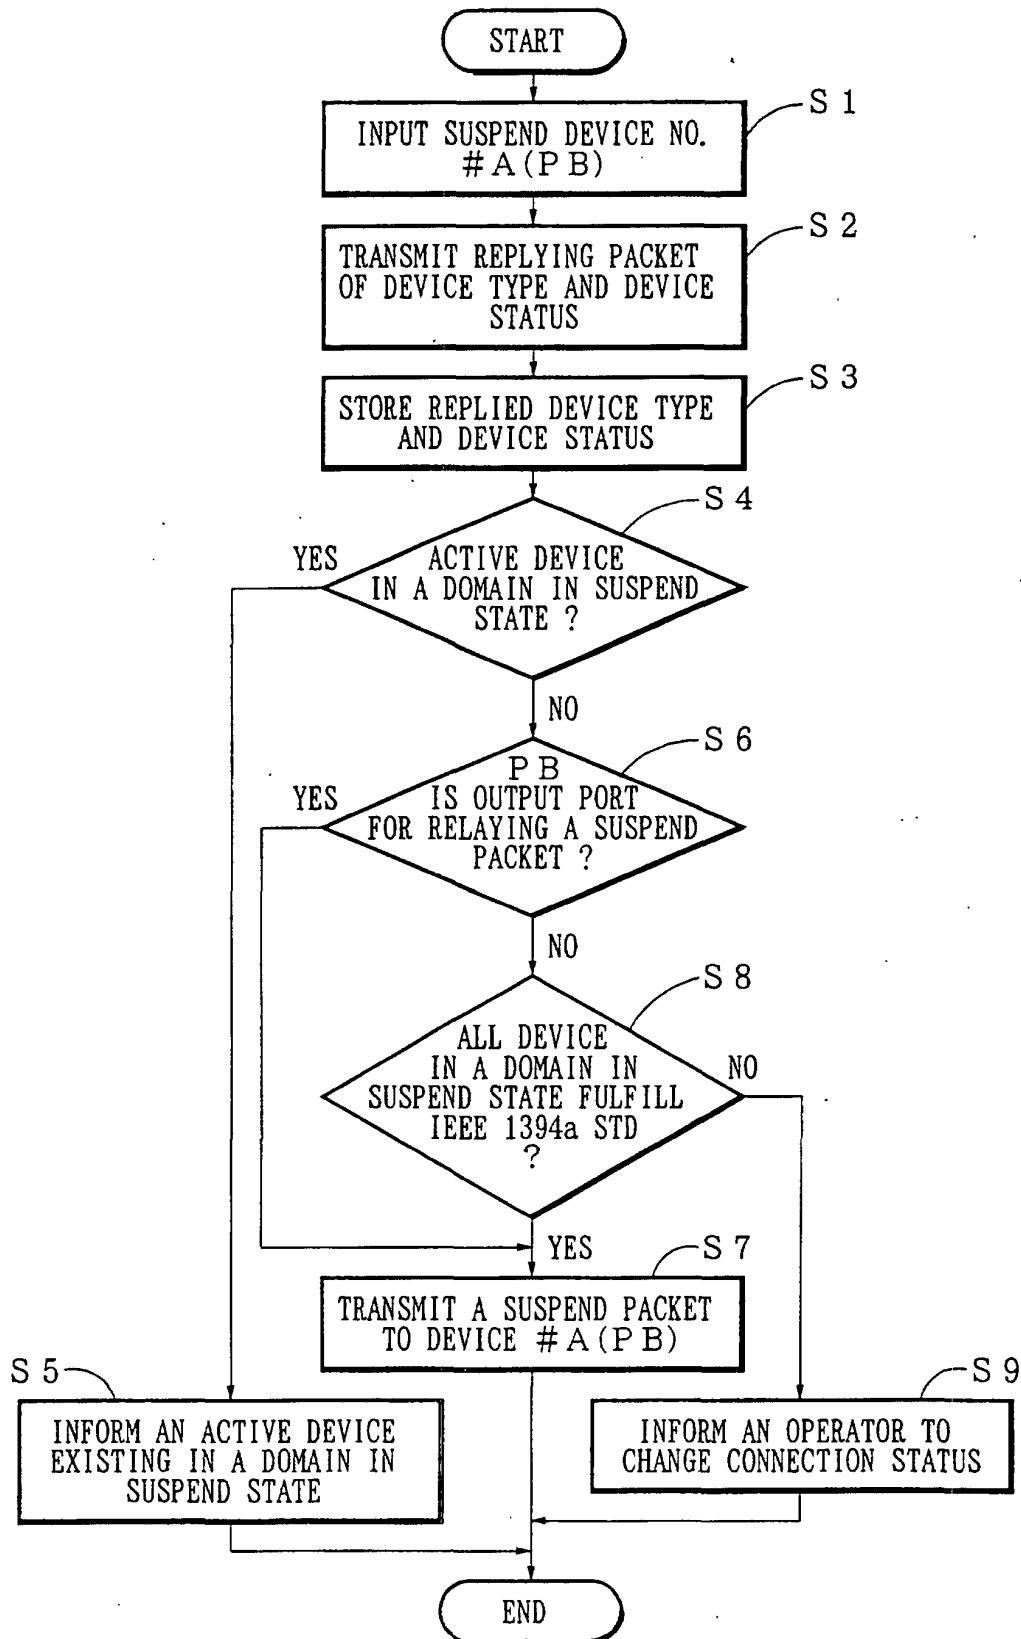 START
S 1
INPUT SUSPEND DEVICE NO.
#A(PB)
S 2
TRANSMIT REPLYING PACKET
OF DEVICE TYPE AND DEVICE
STATUS
S 3
STORE REPLIED DEVICE TYPE
AND DEVICE STATUS
S 4
YES
ACTIVE DEVICE
IN A DOMAIN IN SUSPEND
STATE ?
NO
S 6
YES
PB
IS OUTPUT PORT
FOR RELAYING A SUSPEND
PACKET ?
NO
S 8
ALL DEVICE
IN A DOMAIN IN
SUSPEND STATE FULFILL
IEEE 1394a STD
?
NO
YES
S 7
TRANSMIT A SUSPEND PACKET
TO DEVICE #A(PB)
S 5
INFORM AN ACTIVE DEVICE
EXISTING IN A DOMAIN IN
SUSPEND STATE
S 9
INFORM AN OPERATOR TO
CHANGE CONNECTION STATUS
END